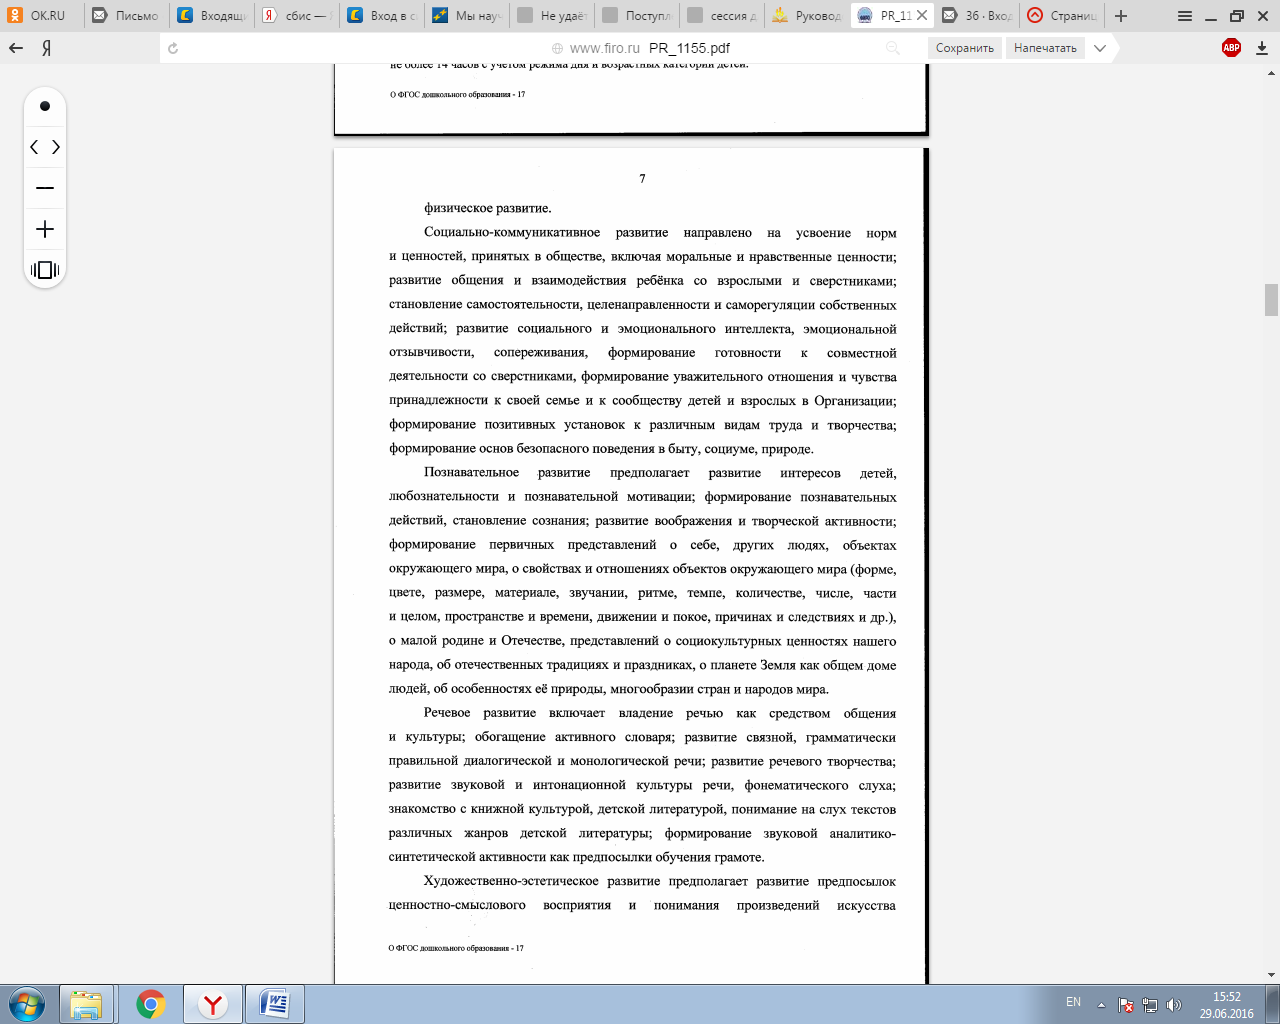 OK.RU
Письмо
Входящ
сбис —
Вход в с
Мы науч
Не удаёт
Поступл
сессия д
Руковод
PR_11
36 · Вход
Страниц
www.firo.ru PR_1155.pdf
Сохранить
Напечатать
ABP
не более 14 часов с учетом режима дня и возрастных категорий детей.
О ФГОС дошкольного образования - 17
7
физическое развитие.
Социально-коммуникативное развитие направлено на усвоение норм
и ценностей, принятых в обществе, включая моральные и нравственные ценности;
развитие общения и взаимодействия ребёнка со взрослыми и сверстниками;
становление самостоятельности, целенаправленности и саморегуляции собственных
действий; развитие социального и эмоционального интеллекта, эмоциональной
отзывчивости, сопереживания, формирование готовности к совместной
деятельности со сверстниками, формирование уважительного отношения и чувства
принадлежности к своей семье и к сообществу детей и взрослых в Организации;
формирование позитивных установок к различным видам труда и творчества;
формирование основ безопасного поведения в быту, социуме, природе.
Познавательное развитие предполагает развитие интересов детей,
любознательности и познавательной мотивации; формирование познавательных
действий, становление сознания; развитие воображения и творческой активности;
формирование первичных представлений о себе, других людях, объектах
окружающего мира, о свойствах и отношениях объектов окружающего мира (форме,
цвете, размере, материале, звучании, ритме, темпе, количестве, числе, части
и целом, пространстве и времени, движении и покое, причинах и следствиях и др.),
о малой родине и Отечестве, представлений о социокультурных ценностях нашего
народа, об отечественных традициях и праздниках, о планете Земля как общем доме
людей, об особенностях её природы, многообразии стран и народов мира.
Речевое развитие включает владение речью как средством общения
и культуры; обогащение активного словаря; развитие связной, грамматически
правильной диалогической и монологической речи; развитие речевого творчества;
развитие звуковой и интонационной культуры речи, фонематического слуха;
знакомство с книжной культурой, детской литературой, понимание на слух текстов
различных жанров детской литературы; формирование звуковой аналитико-
синтетической активности как предпосылки обучения грамоте.
Художественно-эстетическое развитие предполагает развитие предпосылок
ценностно-смыслового восприятия и понимания произведений искусства
О ФГОС дошкольного образования - 17
EN
15:52
29.06.2016